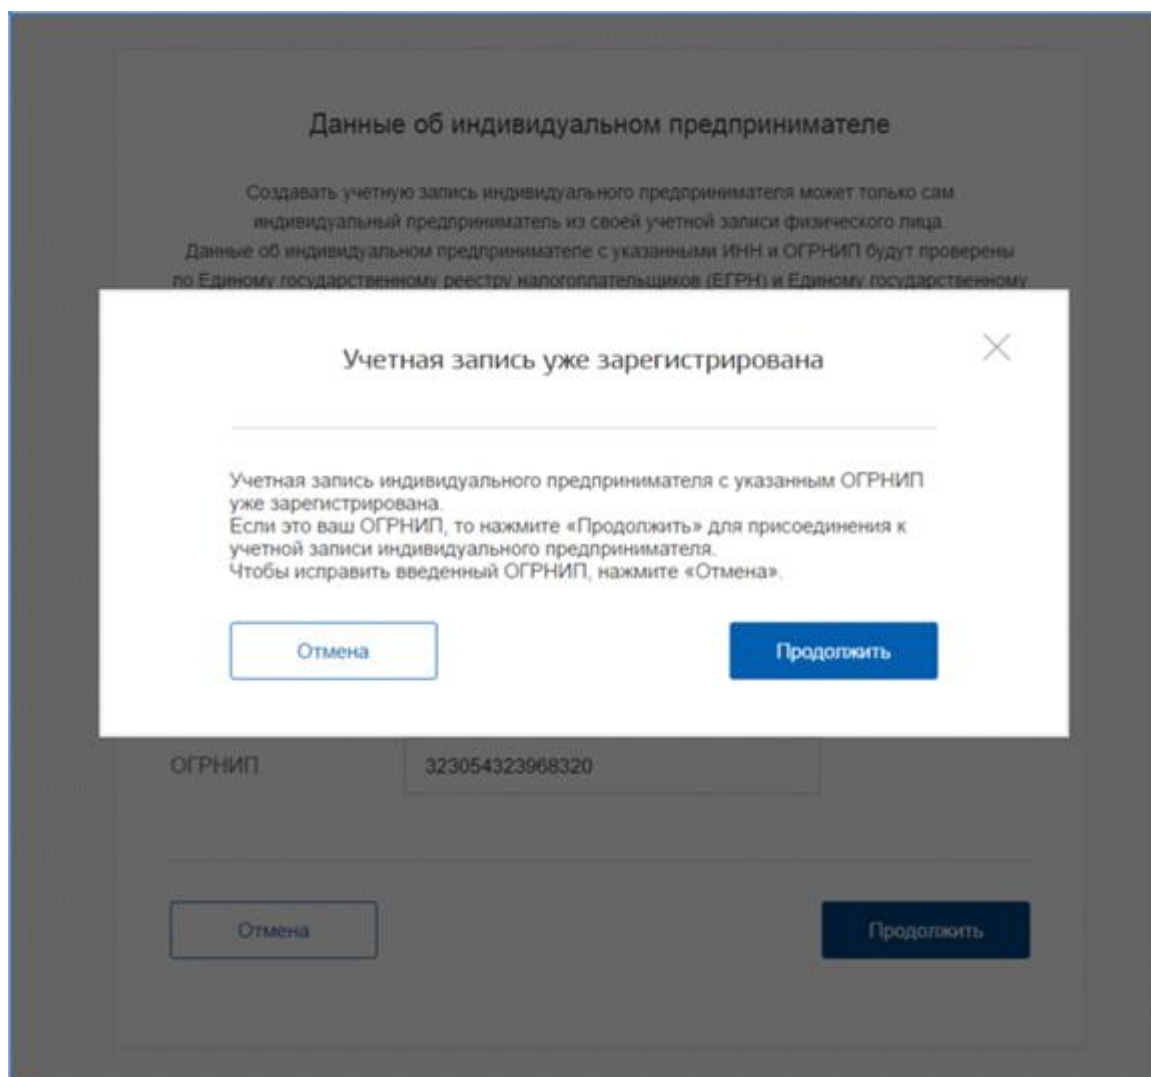 Данные об индивидуальном предпринимателе
Создавать учетную запись индивидуального предпринимателя может только сам
индивидуальный предприниматель из своей учетной записи физического лица.
Данные об индивидуальном предпринимателе с указанными ИНН и ОГРНИП будут проверены
по Единому государственному реестру налогоплательщиков (ЕГРН) и Единому государственному
Учетная запись уже зарегистрирована
Учетная запись индивидуального предпринимателя с указанным ОГРНИП
уже зарегистрирована.
Если это ваш ОГРНИП, то нажмите «Продолжить» для присоединения к
учетной записи индивидуального предпринимателя.
Чтобы исправить введенный ОГРНИП, нажмите «Отмена».
Отмена
Продолжить
ОГРНИП
323054323968320
Отмена
Продолжить